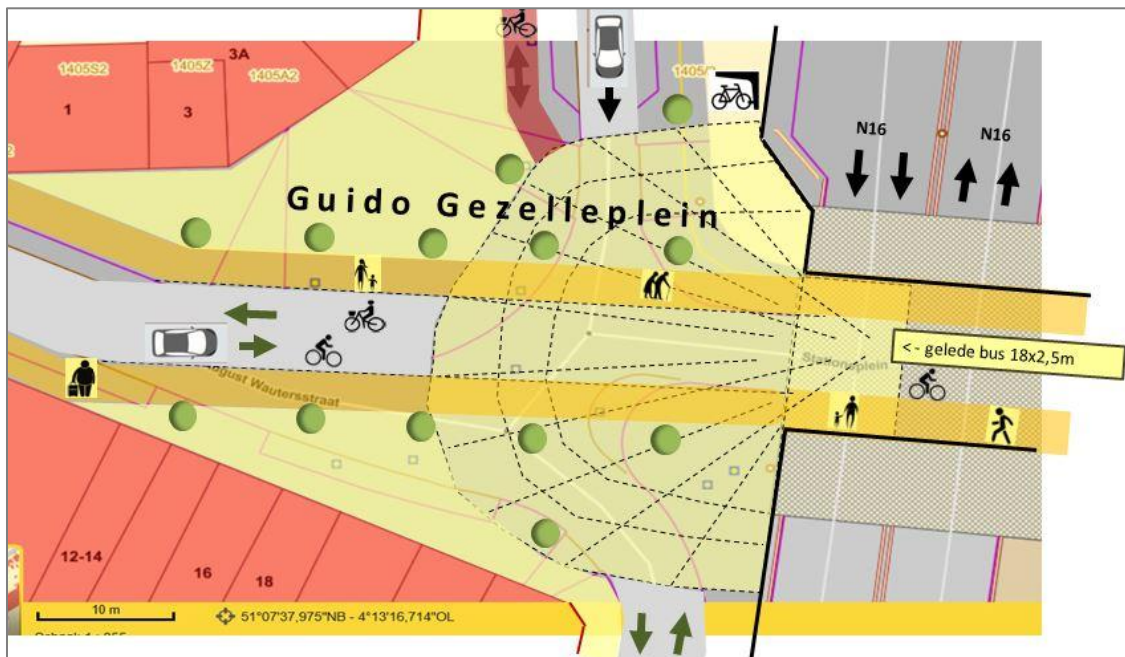 3A
1405S2
1405Z
1405A2
1
3
N16
N16
Guido Gezelleplein
<- gelede bus 18x2,5m
Stationsplein
August Wautersstraat
12-14
16
18
10 m
51°07'37,975"NB - 4°13'16,714"OL